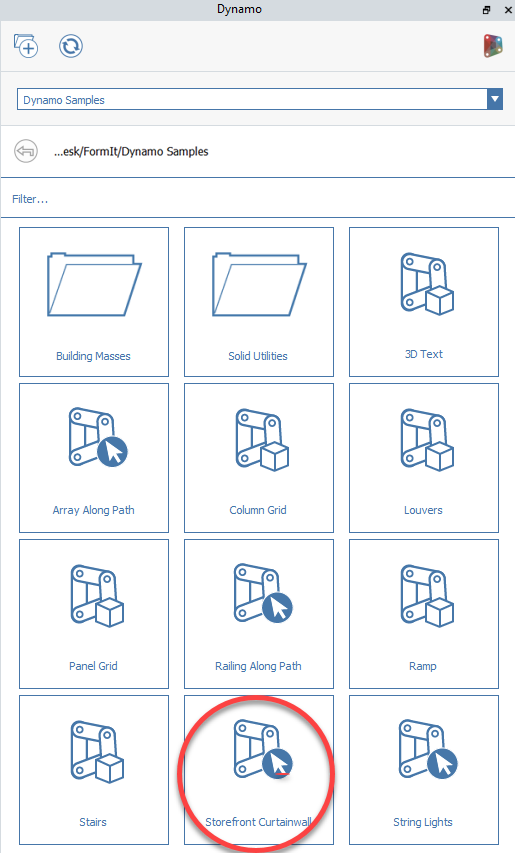 Dynamo
Dynamo Samples
...esk/FormIt/Dynamo Samples
Filter...
Building Masses
Solid Utilities
3D Text
Array Along Path
Column Grid
Louvers
Panel Grid
Railing Along Path
Ramp
Stairs
Storefront Curtainwall
String Lights